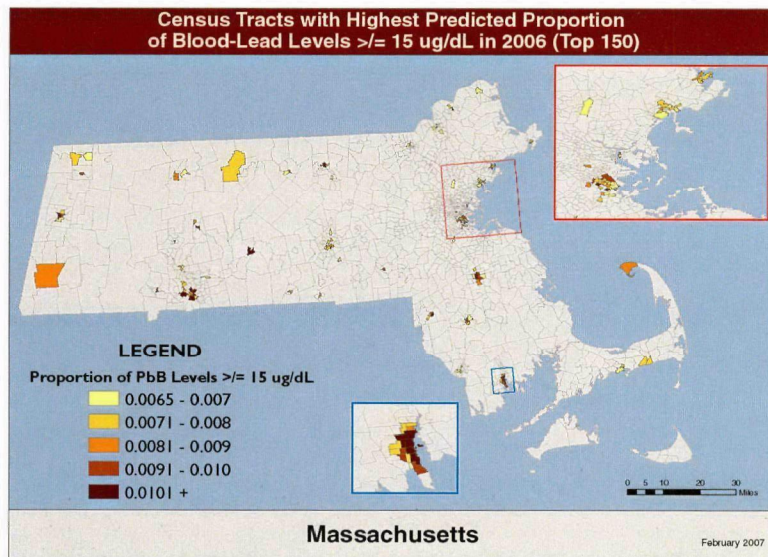 Census Tracts with Highest Predicted Proportion
of Blood-Lead Levels >/= 15 ug/dL in 2006 (Top 150)
LEGEND
Proportion of PbB Levels >/= 15 ug/dL
0.0065 - 0.007
0.0071 - 0.008
0.0081 - 0.009
0.0091 - 0.010
0.0101 +
0 5 10 20 30
Miles
Massachusetts
February 2007